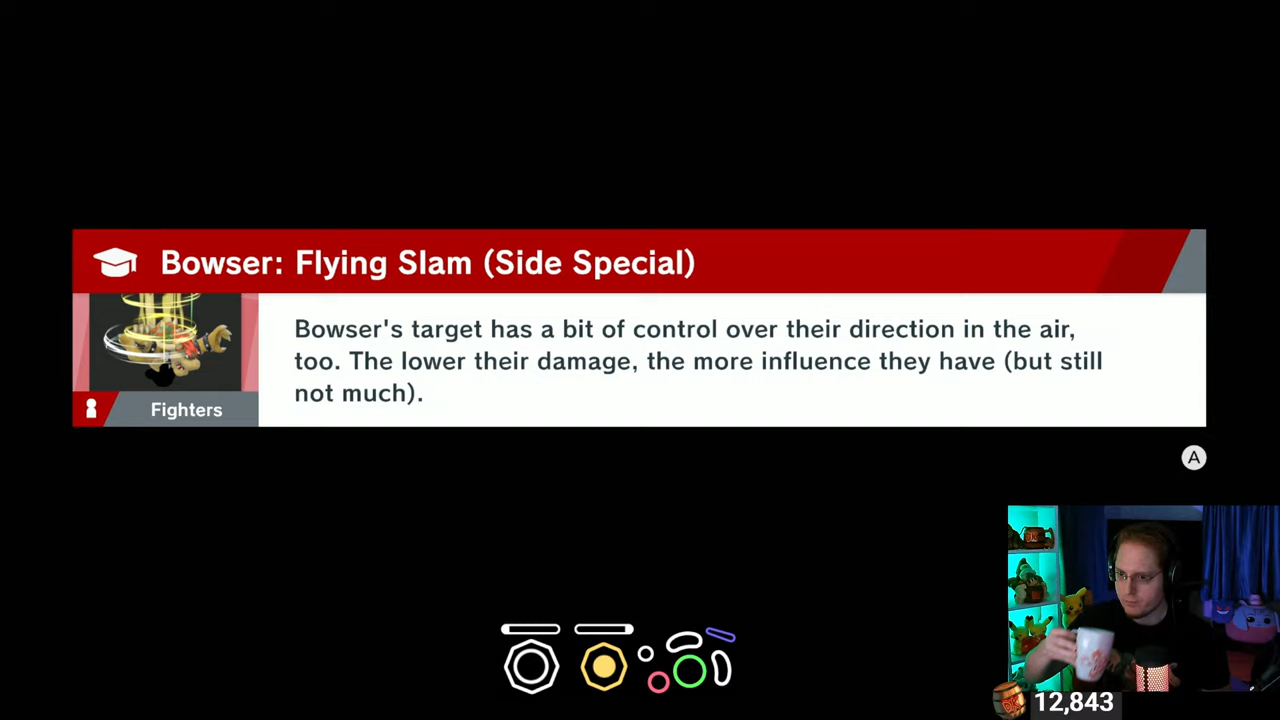 Bowser: Flying Slam (Side Special)
Bowser's target has a bit of control over their direction in the air,
too. The lower their damage, the more influence they have (but still
not much).
Fighters
A
12,843